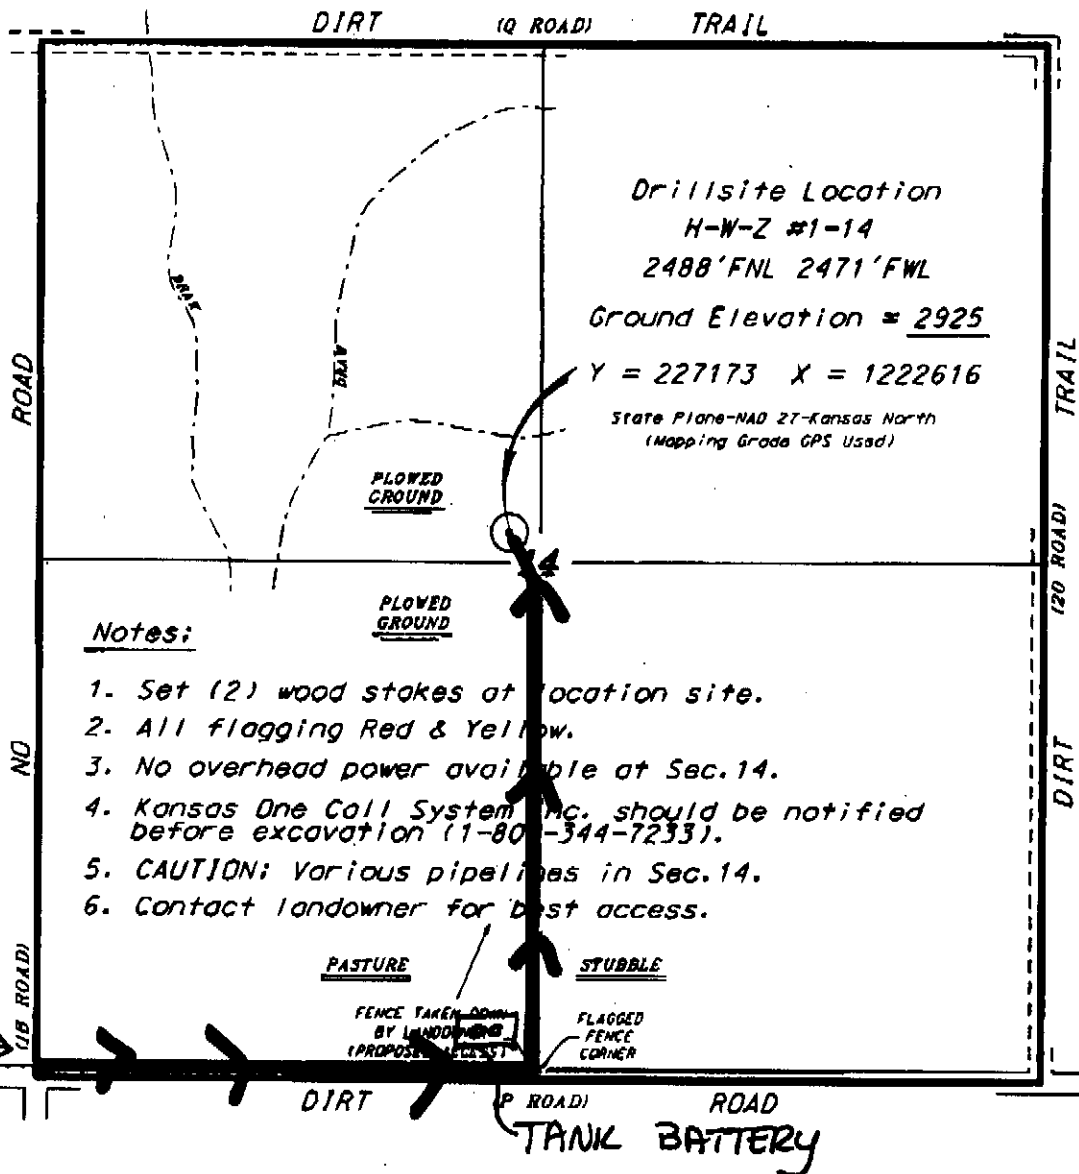 DIRT (Q ROAD) TRAIL
Drillsite Location
H-W-Z #1-14
2488'FNL 2471'FWL
Ground Elevation = 2925
Y = 227173 X = 1222616
State Plane-NAD 27-Kansas North
(Mapping Grade GPS Used)
DRAW
DRAW
ROAD
TRAIL
PLOWED
GROUND
14
(20 ROAD)
PLOWED
GROUND
Notes:
1. Set (2) wood stakes at location site.
2. All flagging Red & Yellow.
3. No overhead power available at Sec.14.
4. Kansas One Call System Inc. should be notified
before excavation (1-800-344-7233).
5. CAUTION: Various pipelines in Sec.14.
6. Contact landowner for best access.
NO
DIRT
(18 ROAD)
PASTURE
STUBBLE
FENCE TAKEN DOWN
BY LANDOWNER
(PROPOSED ACCESS)
FLAGGED
FENCE
CORNER
DIRT (P ROAD) ROAD
TANK BATTERY